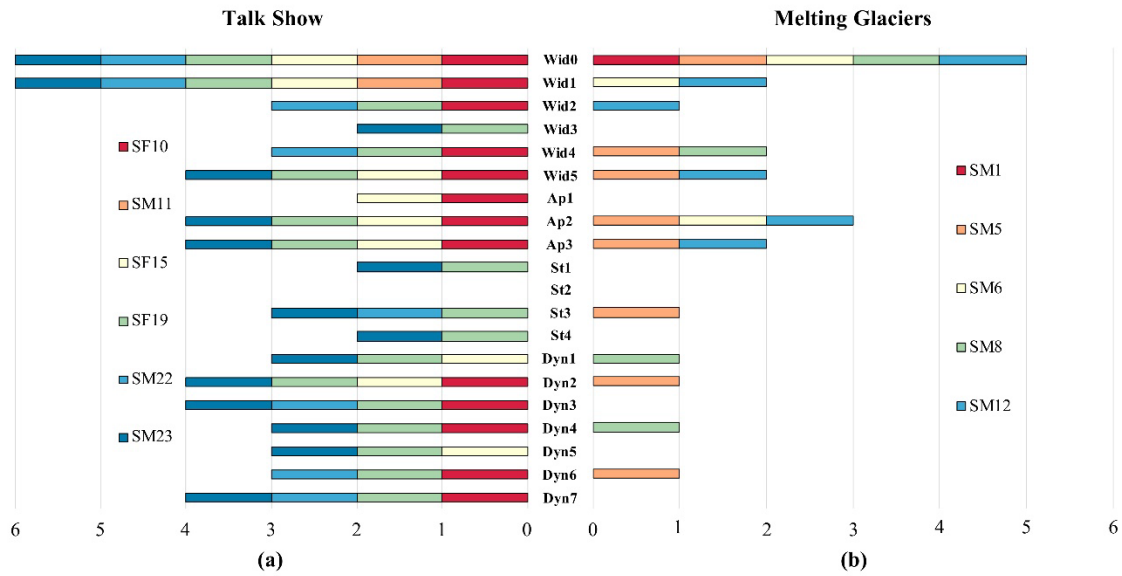 Talk Show
Melting Glaciers
Wid0
Wid1
Wid2
Wid3
Wid4
Wid5
Ap1
Ap2
Ap3
St1
St2
St3
St4
Dyn1
Dyn2
Dyn3
Dyn4
Dyn5
Dyn6
Dyn7
SF10
SM11
SF15
SF19
SM22
SM23
SM1
SM5
SM6
SM8
SM12
6 5 4 3 2 1 0
0 1 2 3 4 5 6
(a)
(b)